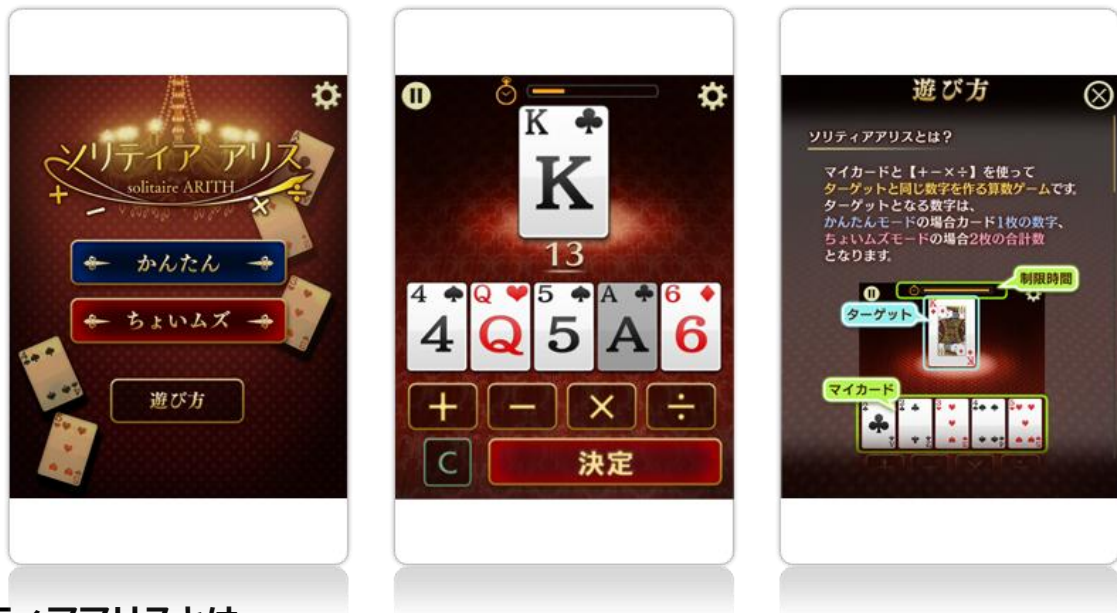 ソリティア アリス
solitaire ARITH
+
−
×
÷
かんたん
ちょいムズ
遊び方
K
K
13
4 Q 5 A 6
4 Q 5 A 6
+ − × ÷
C 決定
遊び方
ソリティアアリスとは？
マイカードと【+−×÷】を使って
ターゲットと同じ数字を作る算数ゲームです。
ターゲットとなる数字は、
かんたんモードの場合カード1枚の数字、
ちょいムズモードの場合2枚の合計数
となります。
制限時間
ターゲット
マイカード